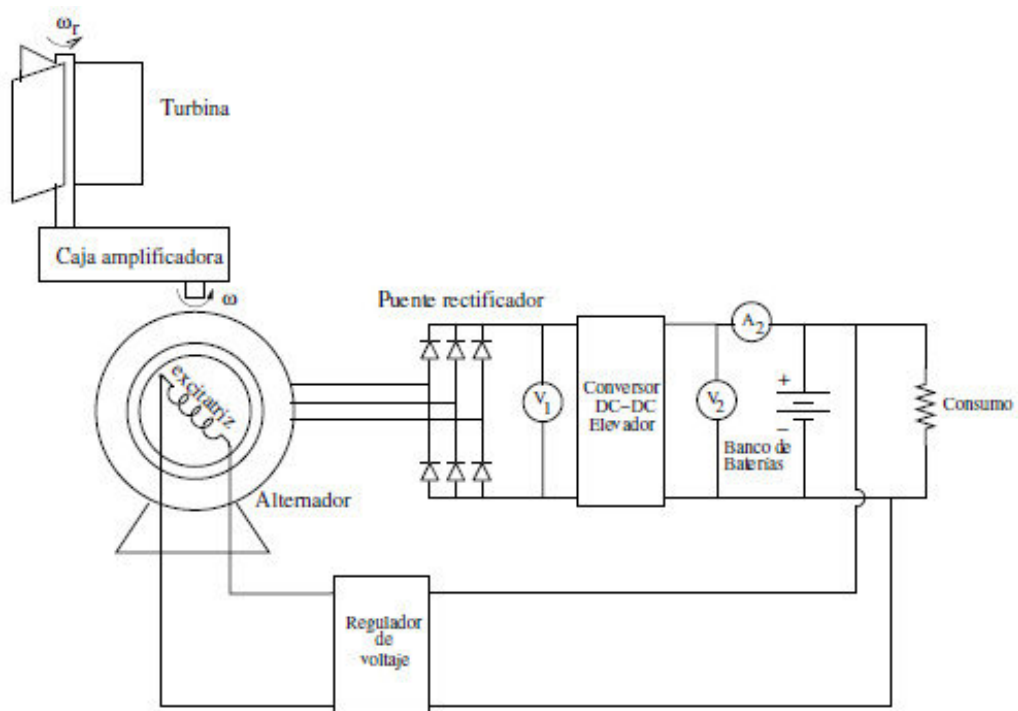 ωr
Turbina
Caja amplificadora
ω
Puente rectificador
excitatriz
Alternador
V1
Conversor
DC-DC
Elevador
V2
A2
+
−
Banco de
Baterías
Consumo
Regulador
de
voltaje